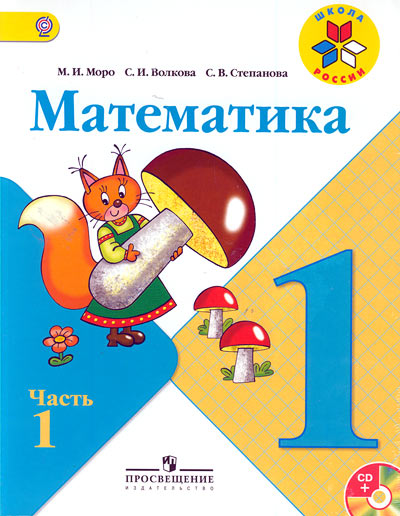 ШКОЛА
РОССИИ
М. И. Моро С. И. Волкова С. В. Степанова
Математика
1
Часть
1
CD
+
ПРОСВЕЩЕНИЕ
ИЗДАТЕЛЬСТВО